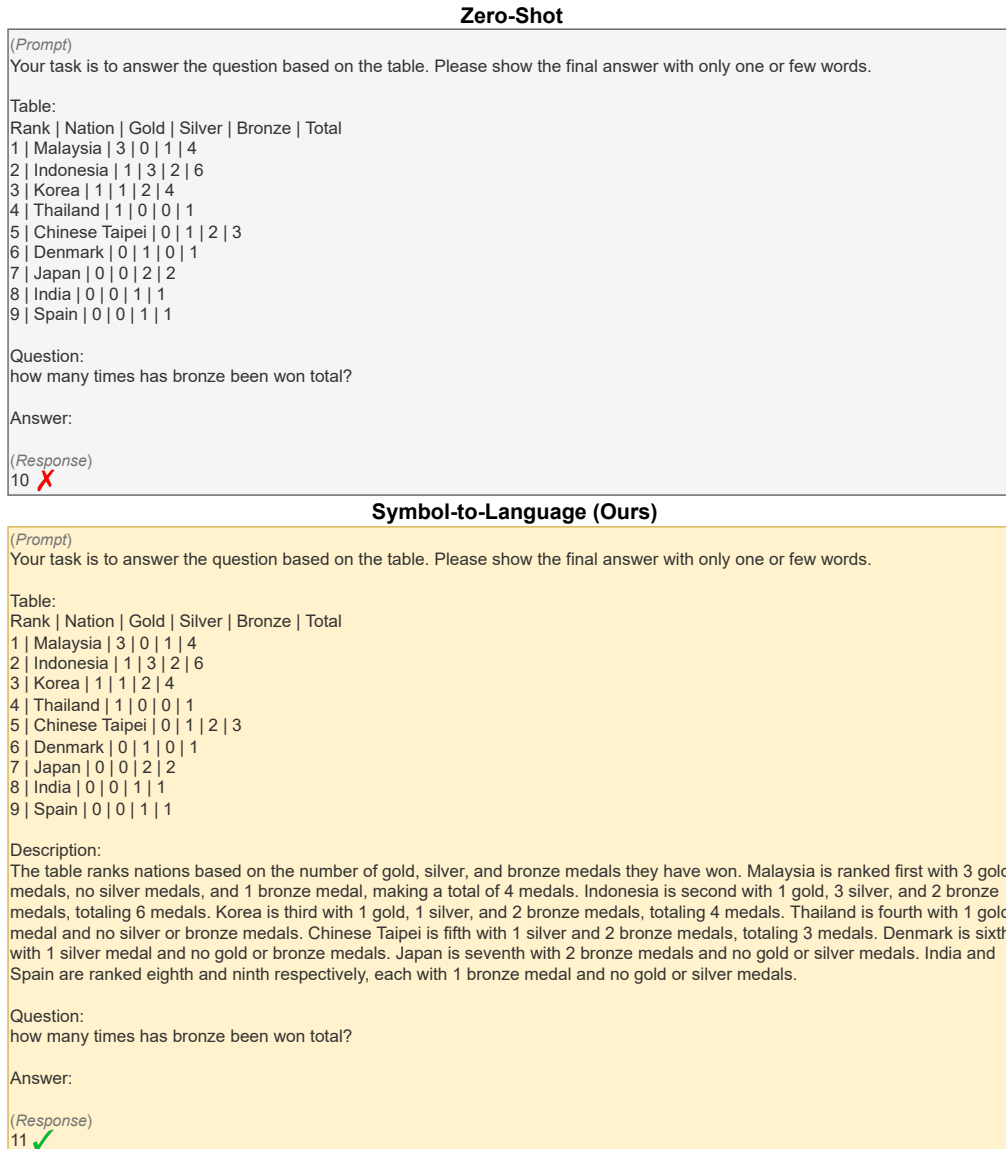 Zero-Shot
(Prompt)
Your task is to answer the question based on the table. Please show the final answer with only one or few words.
Table:
Rank | Nation | Gold | Silver | Bronze | Total
1 | Malaysia | 3 | 0 | 1 | 4
2 | Indonesia | 1 | 3 | 2 | 6
3 | Korea | 1 | 1 | 2 | 4
4 | Thailand | 1 | 0 | 0 | 1
5 | Chinese Taipei | 0 | 1 | 2 | 3
6 | Denmark | 0 | 1 | 0 | 1
7 | Japan | 0 | 0 | 2 | 2
8 | India | 0 | 0 | 1 | 1
9 | Spain | 0 | 0 | 1 | 1
Question:
how many times has bronze been won total?
Answer:
(Response)
10 ✗
Symbol-to-Language (Ours)
(Prompt)
Your task is to answer the question based on the table. Please show the final answer with only one or few words.
Table:
Rank | Nation | Gold | Silver | Bronze | Total
1 | Malaysia | 3 | 0 | 1 | 4
2 | Indonesia | 1 | 3 | 2 | 6
3 | Korea | 1 | 1 | 2 | 4
4 | Thailand | 1 | 0 | 0 | 1
5 | Chinese Taipei | 0 | 1 | 2 | 3
6 | Denmark | 0 | 1 | 0 | 1
7 | Japan | 0 | 0 | 2 | 2
8 | India | 0 | 0 | 1 | 1
9 | Spain | 0 | 0 | 1 | 1
Description:
The table ranks nations based on the number of gold, silver, and bronze medals they have won. Malaysia is ranked first with 3 gold
medals, no silver medals, and 1 bronze medal, making a total of 4 medals. Indonesia is second with 1 gold, 3 silver, and 2 bronze
medals, totaling 6 medals. Korea is third with 1 gold, 1 silver, and 2 bronze medals, totaling 4 medals. Thailand is fourth with 1 gold
medal and no silver or bronze medals. Chinese Taipei is fifth with 1 silver and 2 bronze medals, totaling 3 medals. Denmark is sixth
with 1 silver medal and no gold or bronze medals. Japan is seventh with 2 bronze medals and no gold or silver medals. India and
Spain are ranked eighth and ninth respectively, each with 1 bronze medal and no gold or silver medals.
Question:
how many times has bronze been won total?
Answer:
(Response)
11 ✓